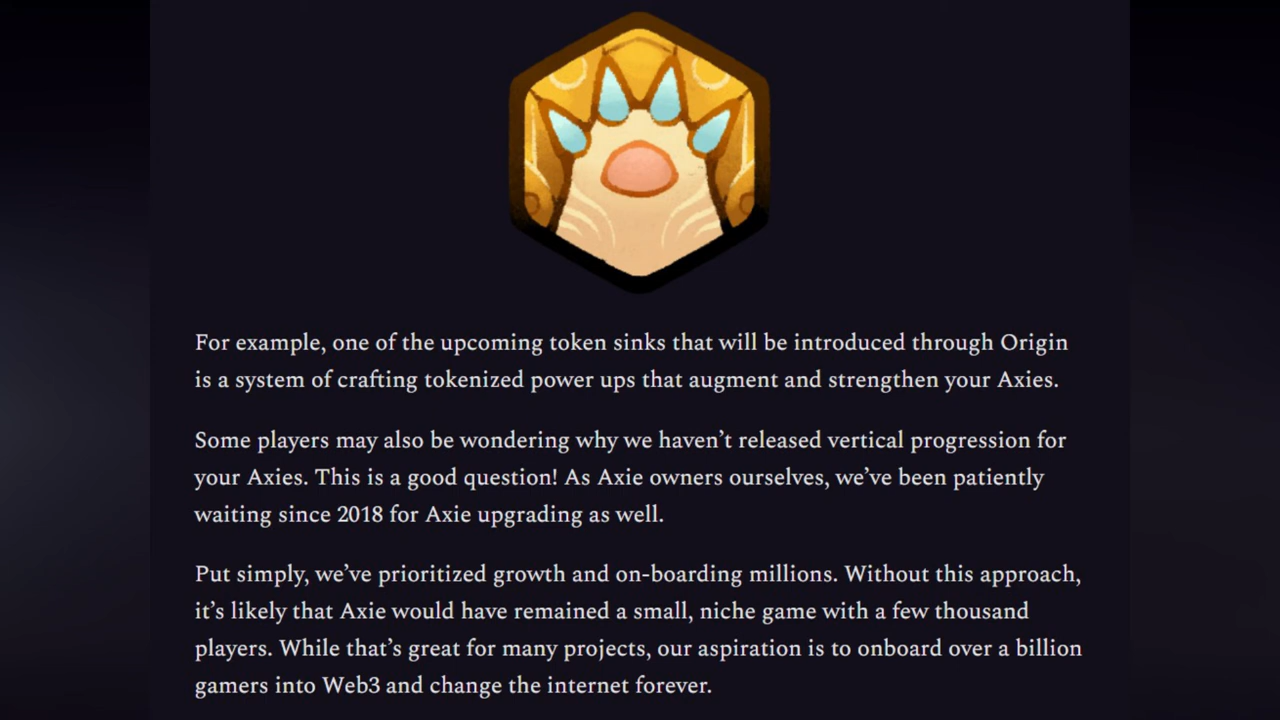 For example, one of the upcoming token sinks that will be introduced through Origin
is a system of crafting tokenized power ups that augment and strengthen your Axies.
Some players may also be wondering why we haven’t released vertical progression for
your Axies. This is a good question! As Axie owners ourselves, we’ve been patiently
waiting since 2018 for Axie upgrading as well.
Put simply, we’ve prioritized growth and on-boarding millions. Without this approach,
it’s likely that Axie would have remained a small, niche game with a few thousand
players. While that’s great for many projects, our aspiration is to onboard over a billion
gamers into Web3 and change the internet forever.